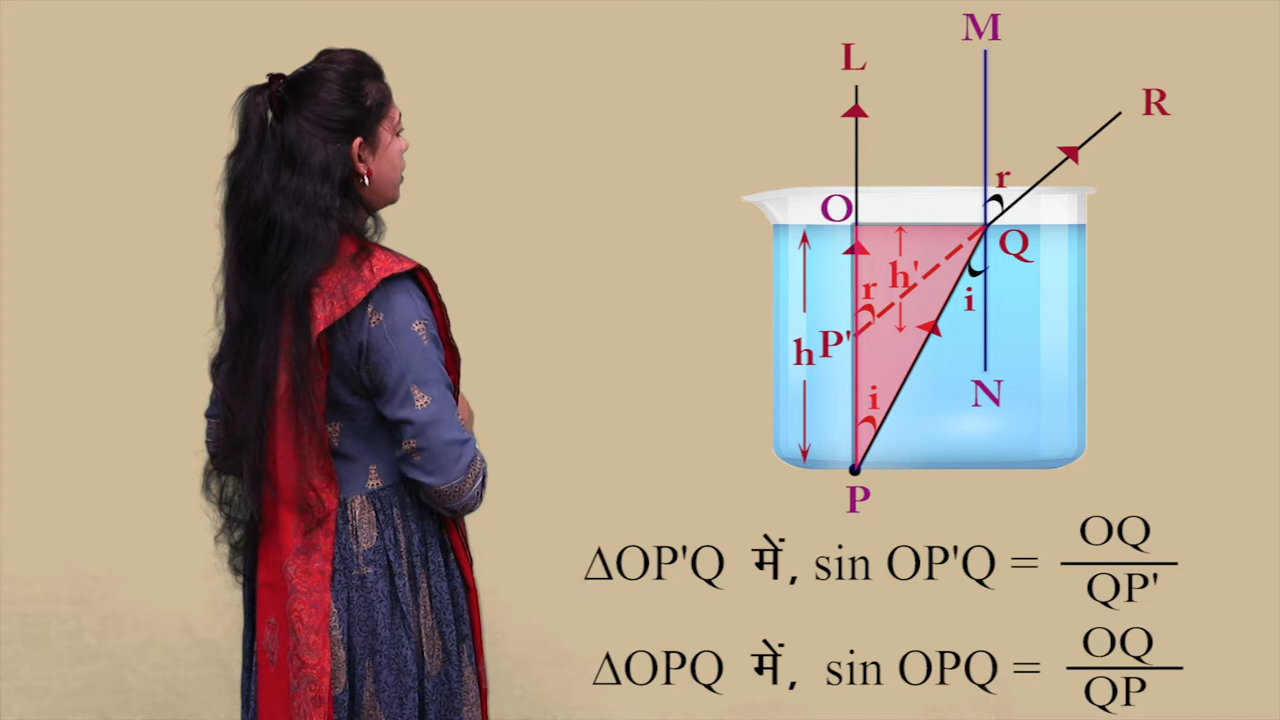 M
L
R
r
O
Q
h'
r
i
h
P'
i
N
P
ΔOP'Q में, sin OP'Q = OQ / QP'
ΔOPQ में, sin OPQ = OQ / QP